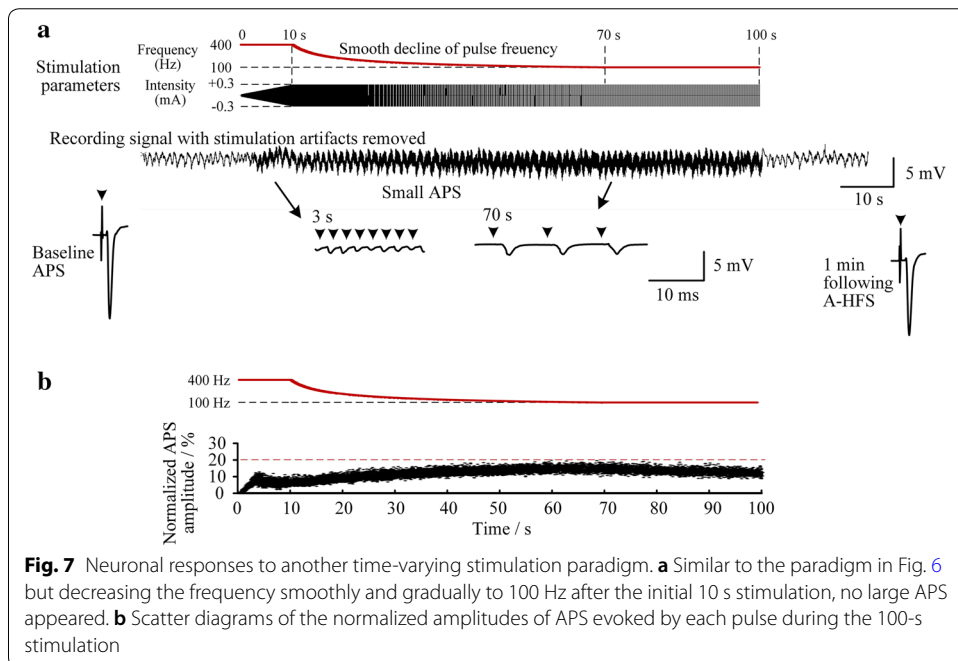 a
0 10 s 70 s 100 s
Frequency (Hz) 400 Smooth decline of pulse freuency
100
Stimulation parameters
Intensity (mA) +0.3
-0.3
Recording signal with stimulation artifacts removed
5 mV
10 s
Small APS
3 s 70 s
Baseline APS
5 mV
10 ms
1 min following A-HFS
b
400 Hz
100 Hz
Normalized APS amplitude / %
30
20
10
0
0 10 20 30 40 50 60 70 80 90 100
Time / s
Fig. 7 Neuronal responses to another time-varying stimulation paradigm. a Similar to the paradigm in Fig. 6
but decreasing the frequency smoothly and gradually to 100 Hz after the initial 10 s stimulation, no large APS
appeared. b Scatter diagrams of the normalized amplitudes of APS evoked by each pulse during the 100-s
stimulation